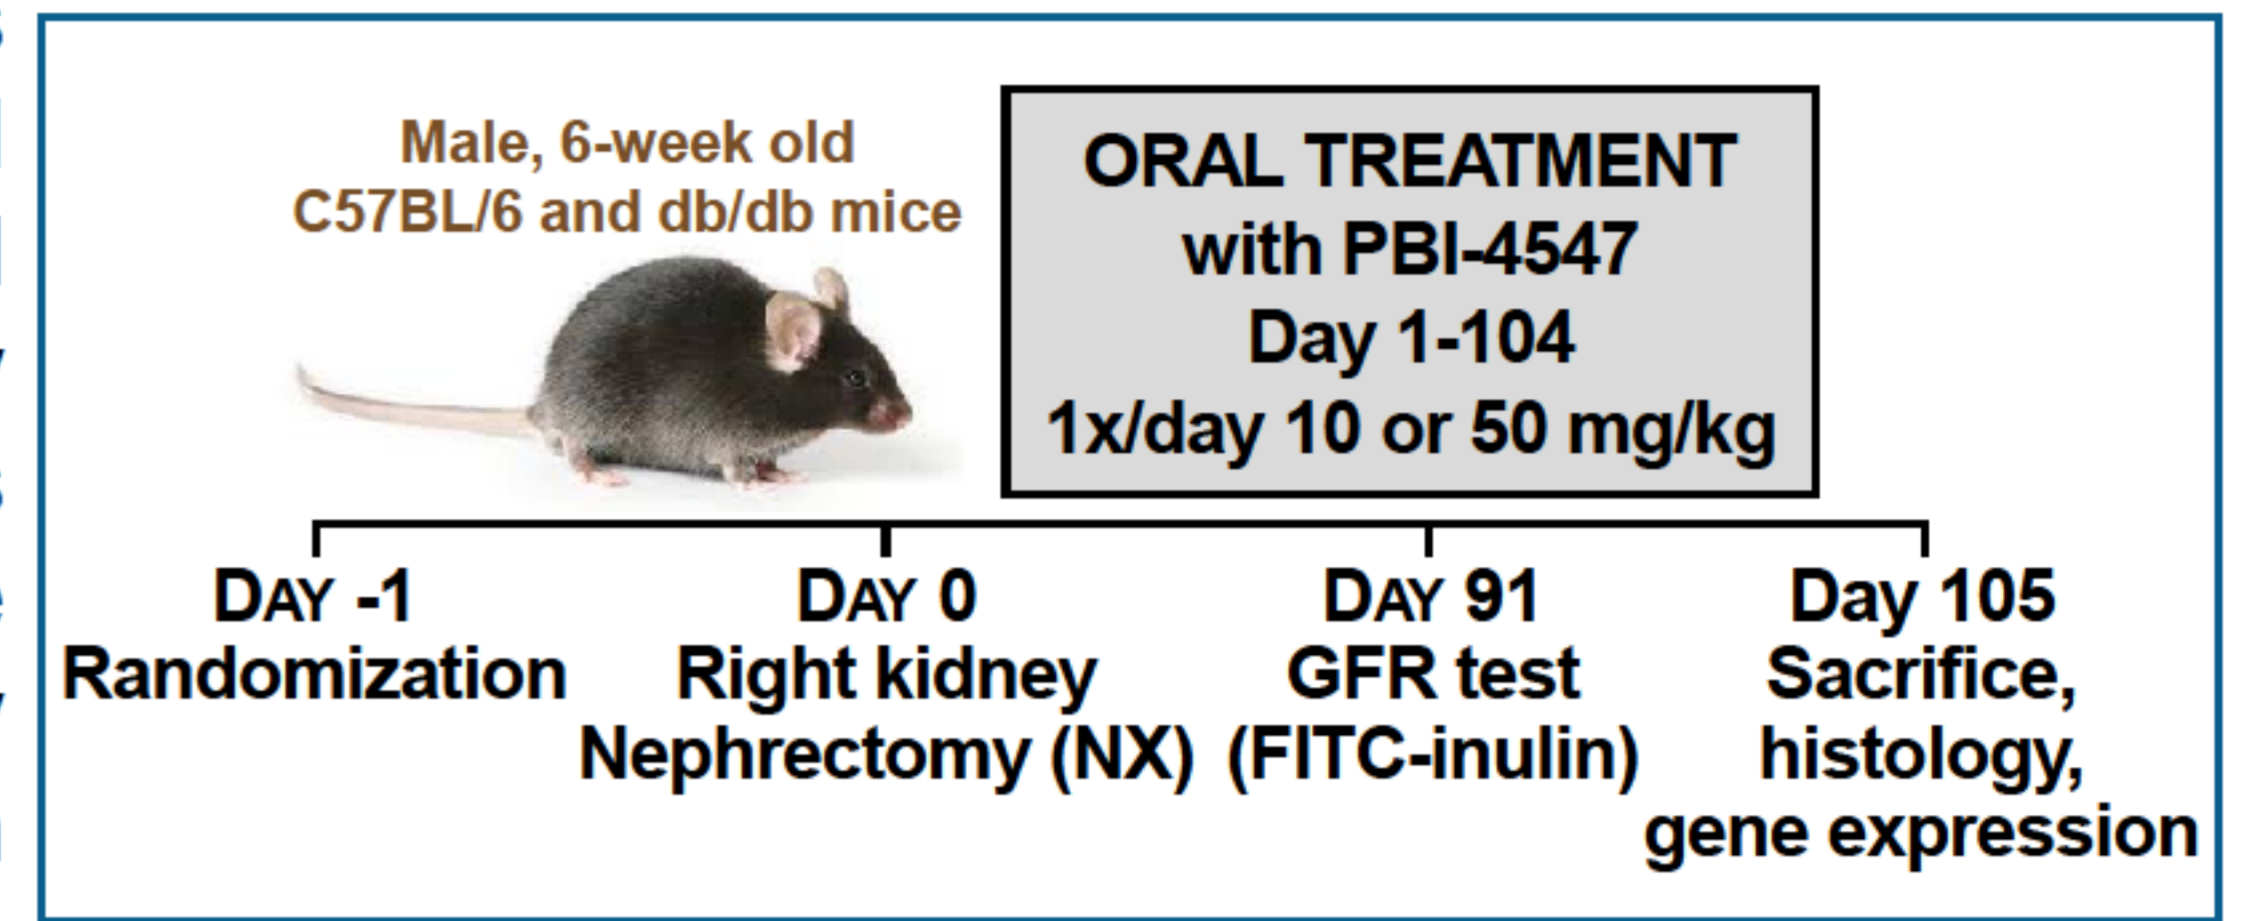 Male, 6-week old
C57BL/6 and db/db mice
ORAL TREATMENT
with PBI-4547
Day 1-104
1x/day 10 or 50 mg/kg
DAY -1
Randomization
DAY 0
Right kidney
Nephrectomy (NX)
DAY 91
GFR test
(FITC-inulin)
Day 105
Sacrifice,
histology,
gene expression